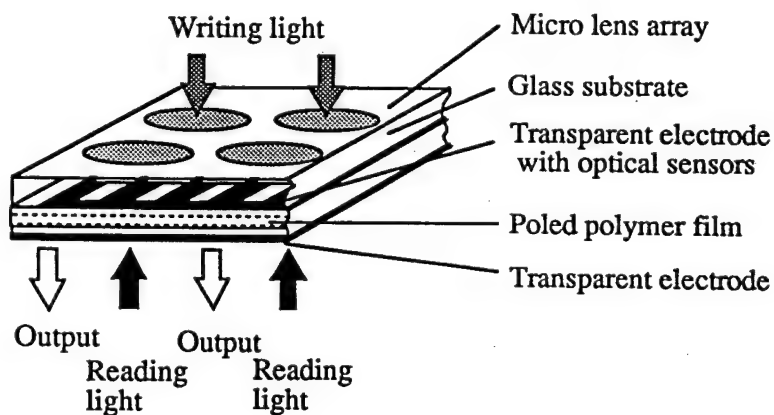 Writing light
Micro lens array
Glass substrate
Transparent electrode
with optical sensors
Poled polymer film
Transparent electrode
Output
Reading
light
Output
Reading
light